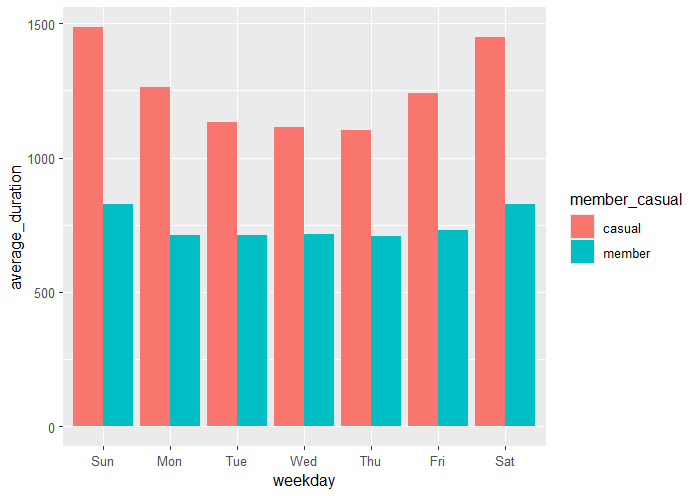 1500
1000
500
0
average_duration
Sun Mon Tue Wed Thu Fri Sat
weekday
member_casual
casual
member